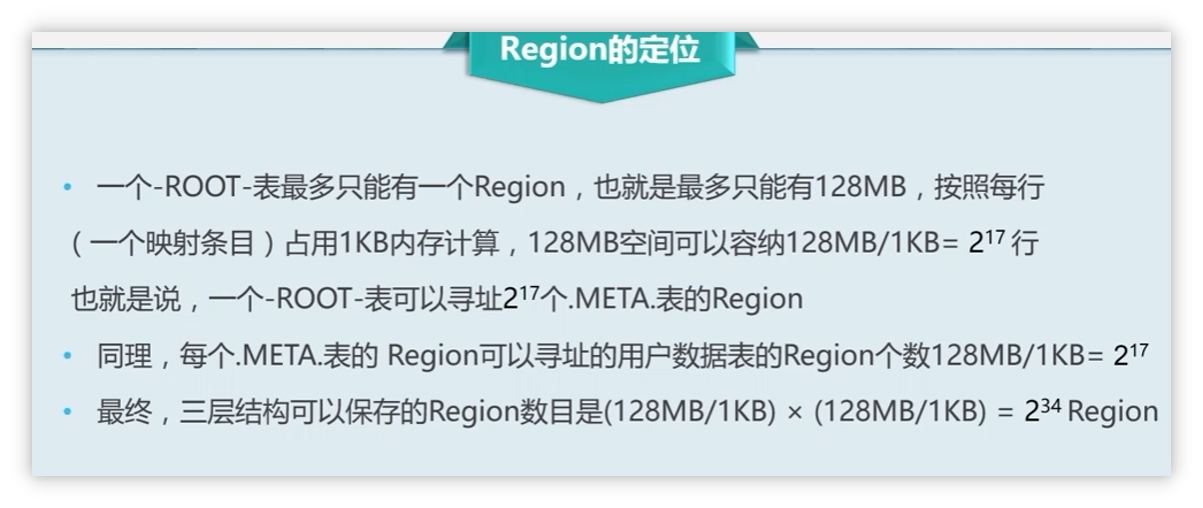 Region的定位
• 一个-ROOT-表最多只能有一个Region，也就是最多只能有128MB，按照每行
（一个映射条目）占用1KB内存计算，128MB空间可以容纳128MB/1KB= 2¹⁷ 行
也就是说，一个-ROOT-表可以寻址2¹⁷个.META.表的Region
• 同理，每个.META.表的 Region可以寻址的用户数据表的Region个数128MB/1KB= 2¹⁷
• 最终，三层结构可以保存的Region数目是(128MB/1KB) × (128MB/1KB) = 2³⁴ Region